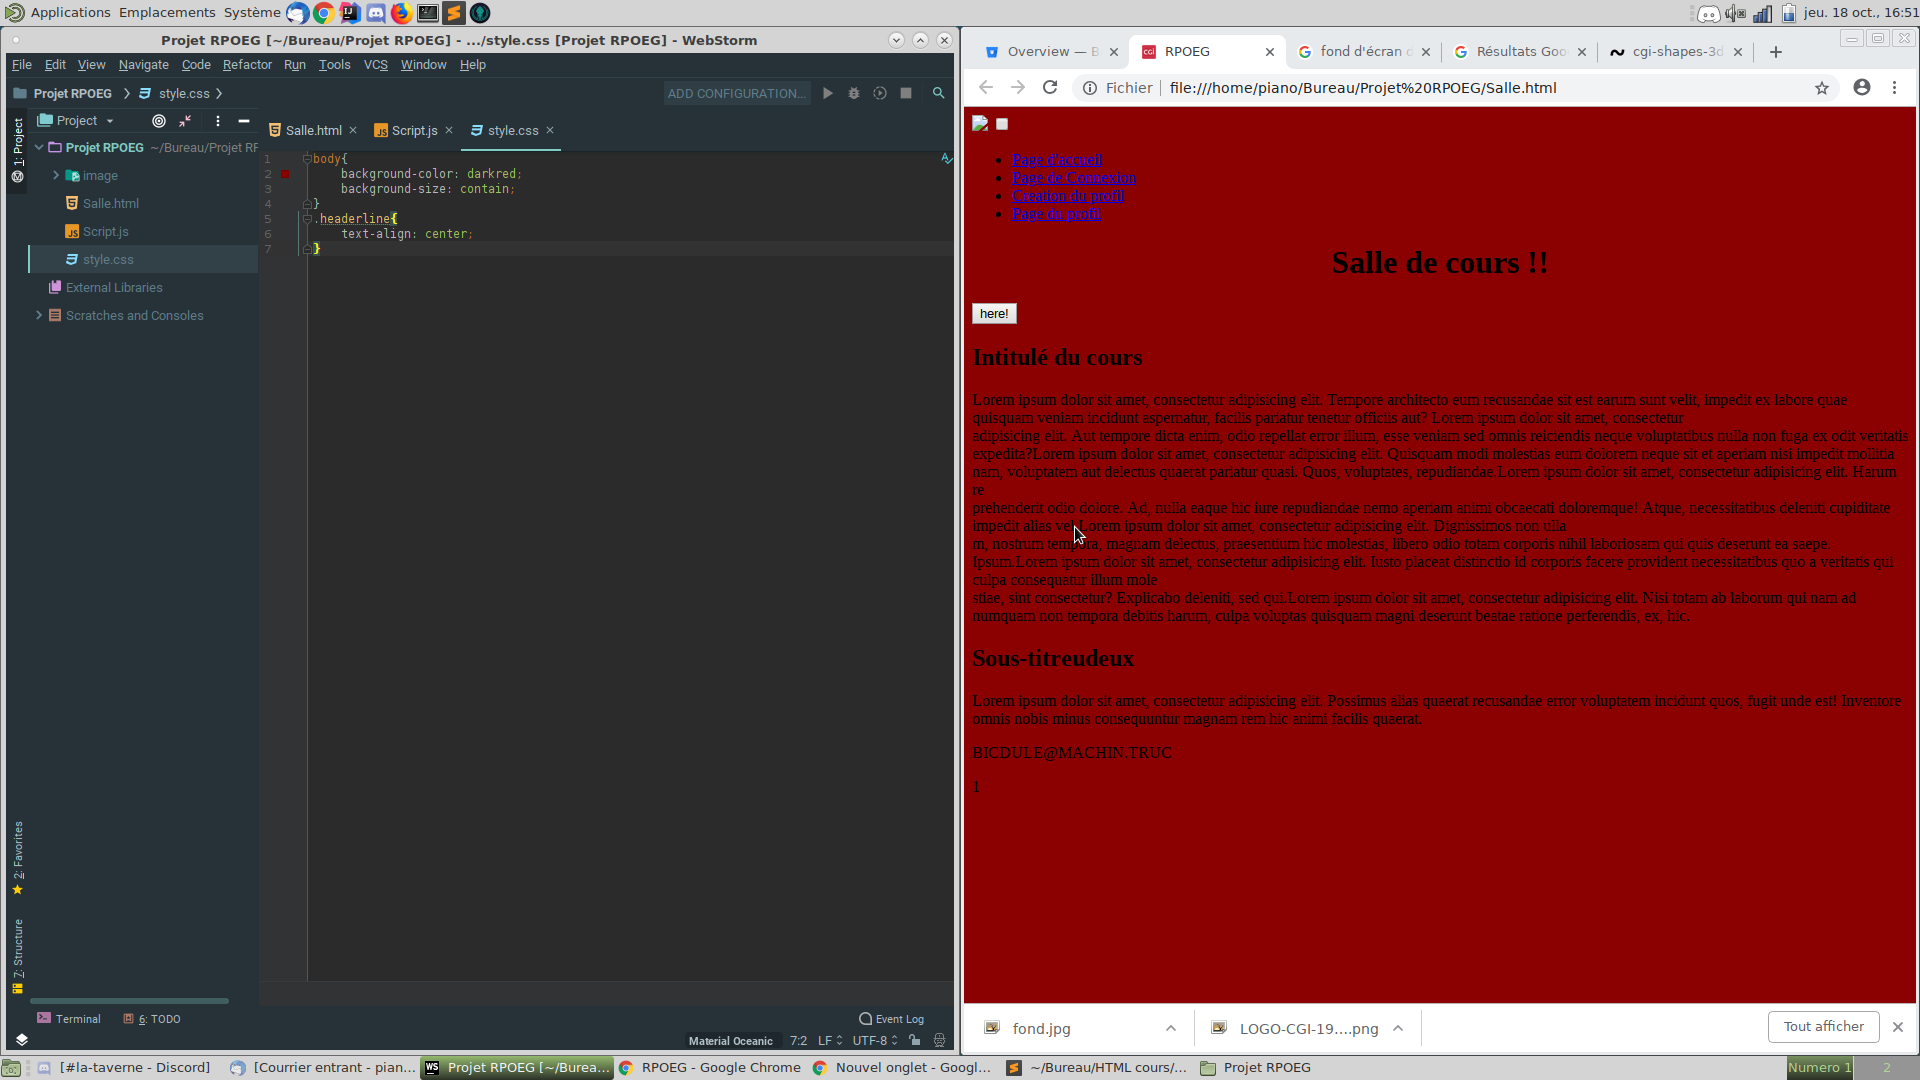 Applications Emplacements Système
jeu. 18 oct., 16:51
Projet RPOEG [~/Bureau/Projet RPOEG] - .../style.css [Projet RPOEG] - WebStorm
File Edit View Navigate Code Refactor Run Tools VCS Window Help
Projet RPOEG style.css
ADD CONFIGURATION...
1: Project
Project
Projet RPOEG ~/Bureau/Projet RP
image
Salle.html
Script.js
style.css
External Libraries
Scratches and Consoles
2: Favorites
7: Structure
Salle.html Script.js style.css
1 body{
2 background-color: darkred;
3 background-size: contain;
4 }
5 .headerline{
6 text-align: center;
7 }
Terminal 6: TODO Event Log
Material Oceanic 7:2 LF UTF-8
Overview — B RPOEG fond d'écran d Résultats Goo cgi-shapes-3d
Fichier file:///home/piano/Bureau/Projet%20RPOEG/Salle.html
Page d'accueil
Page de Connexion
Creation du profil
Page du profil
Salle de cours !!
here!
Intitulé du cours
Lorem ipsum dolor sit amet, consectetur adipisicing elit. Tempore architecto eum recusandae sit est earum sunt velit, impedit ex labore quae
quisquam veniam incidunt aspernatur, facilis pariatur tenetur officiis aut? Lorem ipsum dolor sit amet, consectetur
adipisicing elit. Aut tempore dicta enim, odio repellat error illum, esse veniam sed omnis reiciendis neque voluptatibus nulla non fuga ex odit veritatis
expedita?Lorem ipsum dolor sit amet, consectetur adipisicing elit. Quisquam modi molestias eum dolorem neque sit et aperiam nisi impedit mollitia
nam, voluptatem aut delectus quaerat pariatur quasi. Quos, voluptates, repudiandae.Lorem ipsum dolor sit amet, consectetur adipisicing elit. Harum
re
prehenderit odio dolore. Ad, nulla eaque hic iure repudiandae nemo aperiam animi obcaecati doloremque! Atque, necessitatibus deleniti cupiditate
impedit alias vel.Lorem ipsum dolor sit amet, consectetur adipisicing elit. Dignissimos non ulla
m, nostrum tempora, magnam delectus, praesentium hic molestias, libero odio totam corporis nihil laboriosam qui quis deserunt ea saepe.
Ipsum.Lorem ipsum dolor sit amet, consectetur adipisicing elit. Iusto placeat distinctio id corporis facere provident necessitatibus quo a veritatis qui
culpa consequatur illum mole
stiae, sint consectetur? Explicabo deleniti, sed qui.Lorem ipsum dolor sit amet, consectetur adipisicing elit. Nisi totam ab laborum qui nam ad
numquam non tempora debitis harum, culpa voluptas quisquam magni deserunt beatae ratione perferendis, ex, hic.
Sous-titreudeux
Lorem ipsum dolor sit amet, consectetur adipisicing elit. Possimus alias quaerat recusandae error voluptatem incidunt quos, fugit unde est! Inventore
omnis nobis minus consequuntur magnam rem hic animi facilis quaerat.
BICDULE@MACHIN.TRUC
1
fond.jpg LOGO-CGI-19....png Tout afficher
[#la-taverne - Discord] [Courrier entrant - pian... Projet RPOEG [~/Burea... RPOEG - Google Chrome Nouvel onglet - Googl... ~/Bureau/HTML cours/... Projet RPOEG Numero 1 2